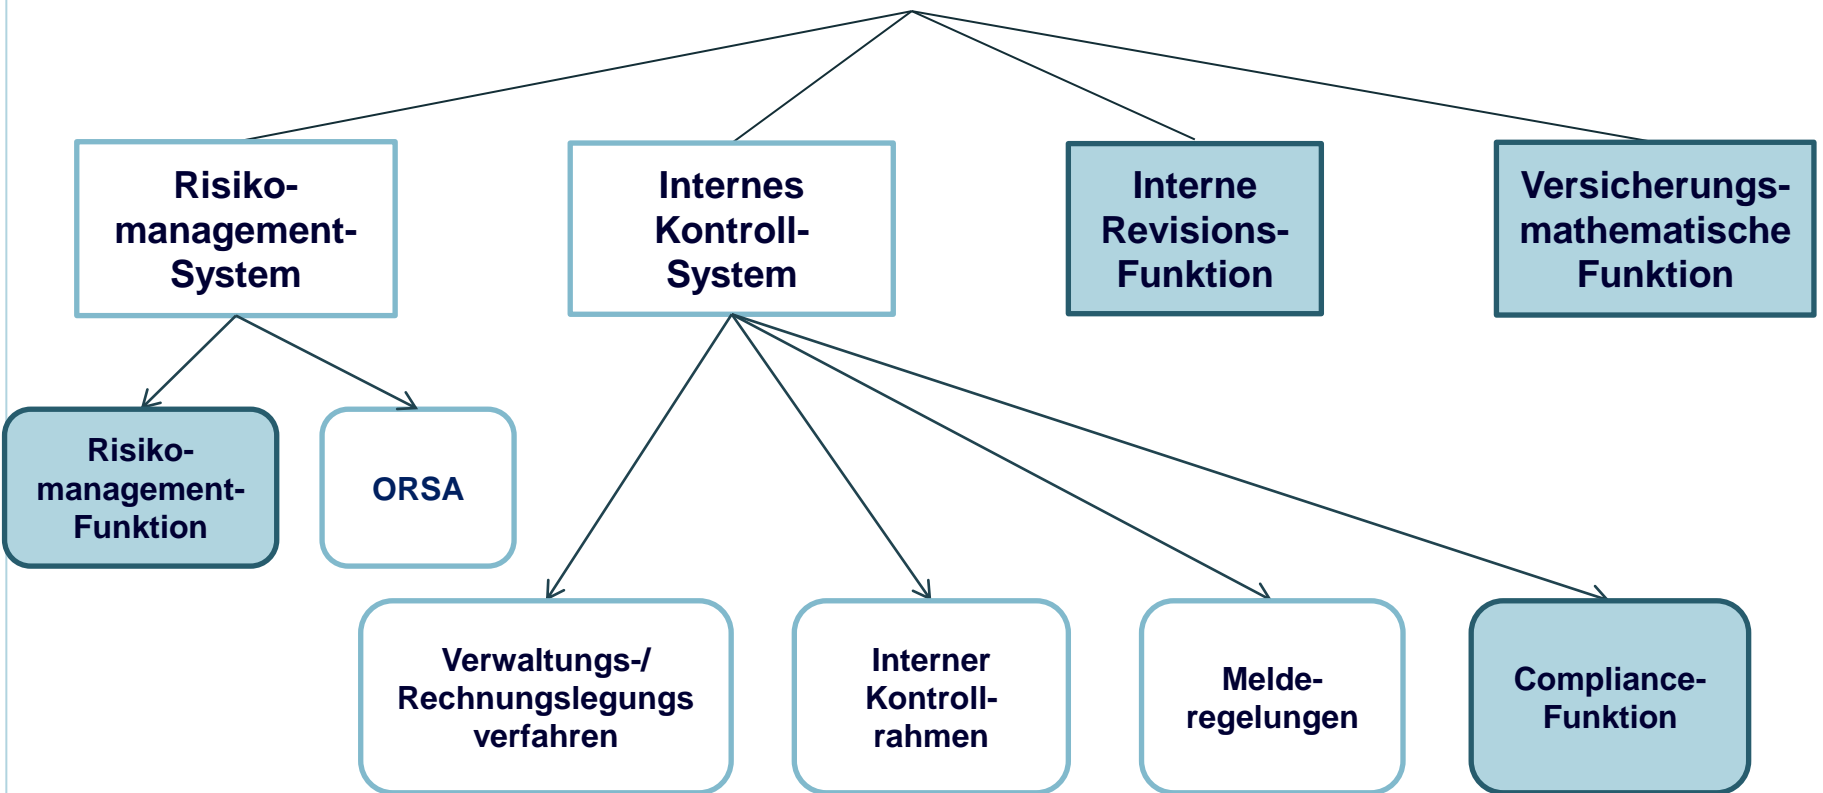 Risiko-
management-
System
Internes
Kontroll-
System
Interne
Revisions-
Funktion
Versicherungs-
mathematische
Funktion
Risiko-
management-
Funktion
ORSA
Verwaltungs-/
Rechnungslegungs
verfahren
Interner
Kontroll-
rahmen
Melde-
regelungen
Compliance-
Funktion